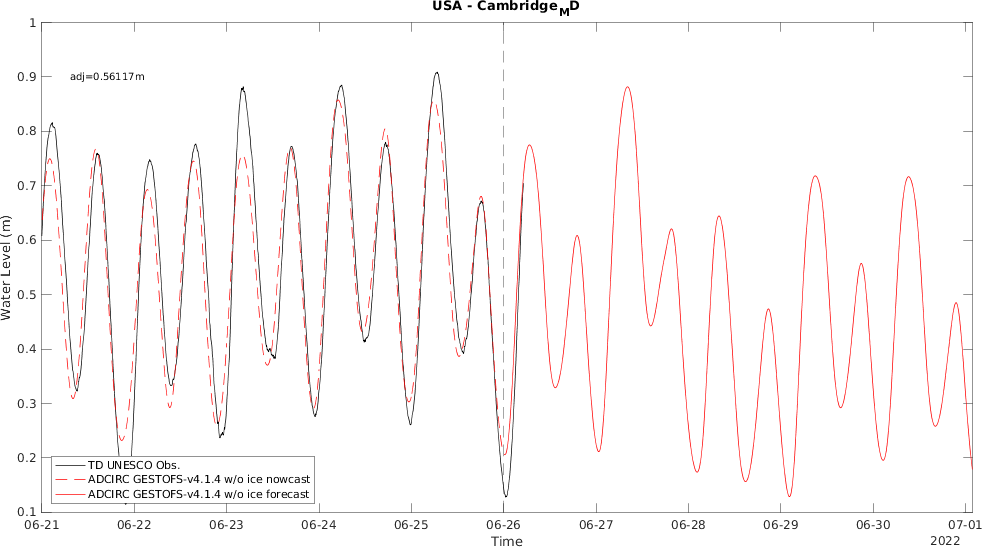 USA - Cambridge_MD
1
0.9
0.8
0.7
0.6
0.5
0.4
0.3
0.2
0.1
Water Level (m)
adj=0.56117m
TD UNESCO Obs.
ADCIRC GESTOFS-v4.1.4 w/o ice nowcast
ADCIRC GESTOFS-v4.1.4 w/o ice forecast
06-21 06-22 06-23 06-24 06-25 06-26 06-27 06-28 06-29 06-30 07-01
Time
2022